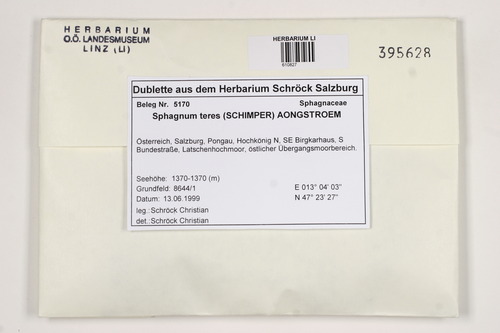 HERBARIUM
O.Ö. LANDESMUSEUM
LINZ (LI)
HERBARIUM LI
610827
395628
Dublette aus dem Herbarium Schröck Salzburg
Beleg Nr. 5170 Sphagnaceae
Sphagnum teres (SCHIMPER) AONGSTROEM
Österreich, Salzburg, Pongau, Hochkönig N, SE Birgkarhaus, S
Bundestraße, Latschenhochmoor, östlicher Übergangsmoorbereich.
Seehöhe: 1370-1370 (m)
Grundfeld: 8644/1 E 013° 04' 03"
Datum: 13.06.1999 N 47° 23' 27"
leg.:Schröck Christian
det.:Schröck Christian